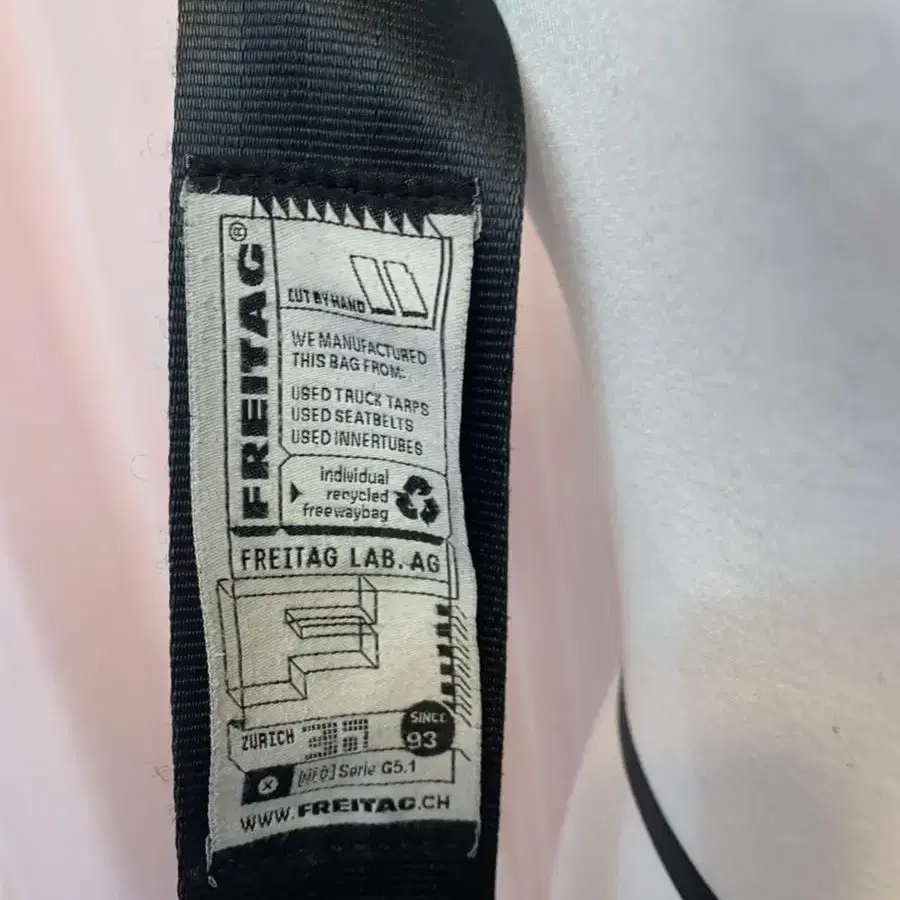 FREITAG®
CUT BY HAND
WE MANUFACTURED
THIS BAG FROM:
USED TRUCK TARPS
USED SEATBELTS
USED INNERTUBES
individual
recycled
freewaybag
FREITAG LAB. AG
ZURICH
SINCE
93
Serie G5.1
WWW.FREITAG.CH